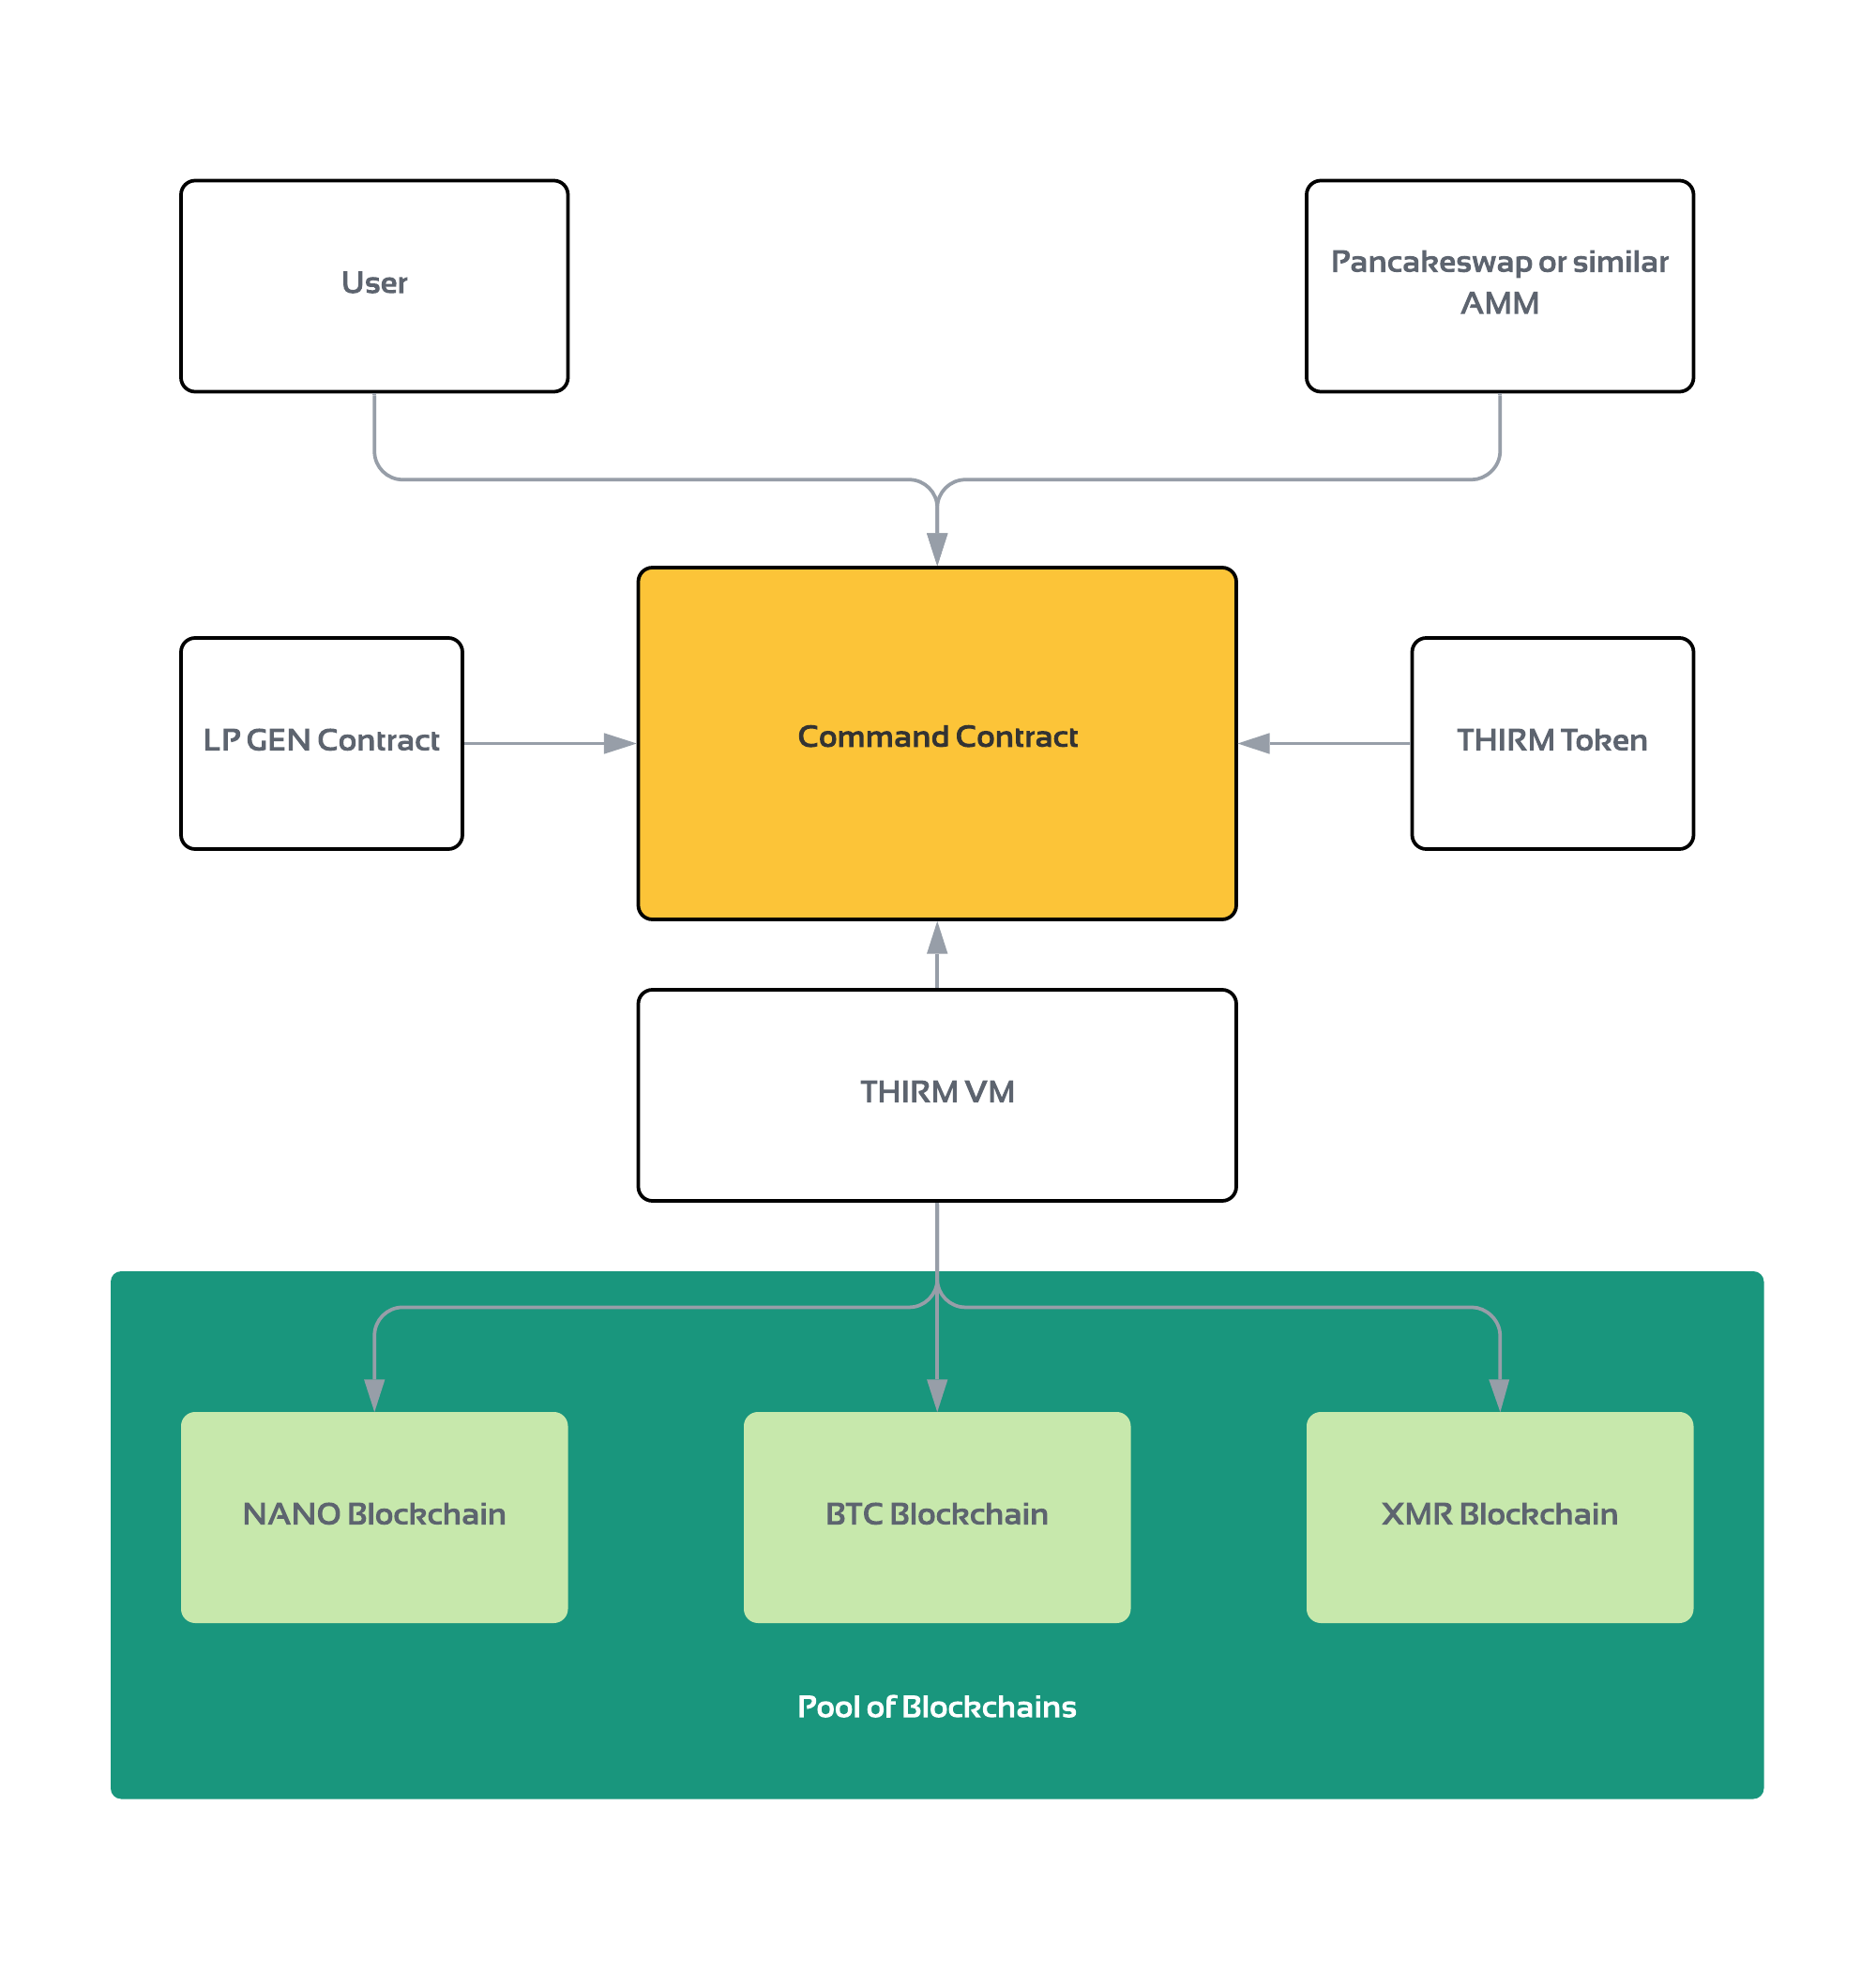 User
Pancakeswap or similar
AMM
LP GEN Contract
Command Contract
THIRM Token
THIRM VM
NANO Blockchain
BTC Blockchain
XMR Blockchain
Pool of Blockchains